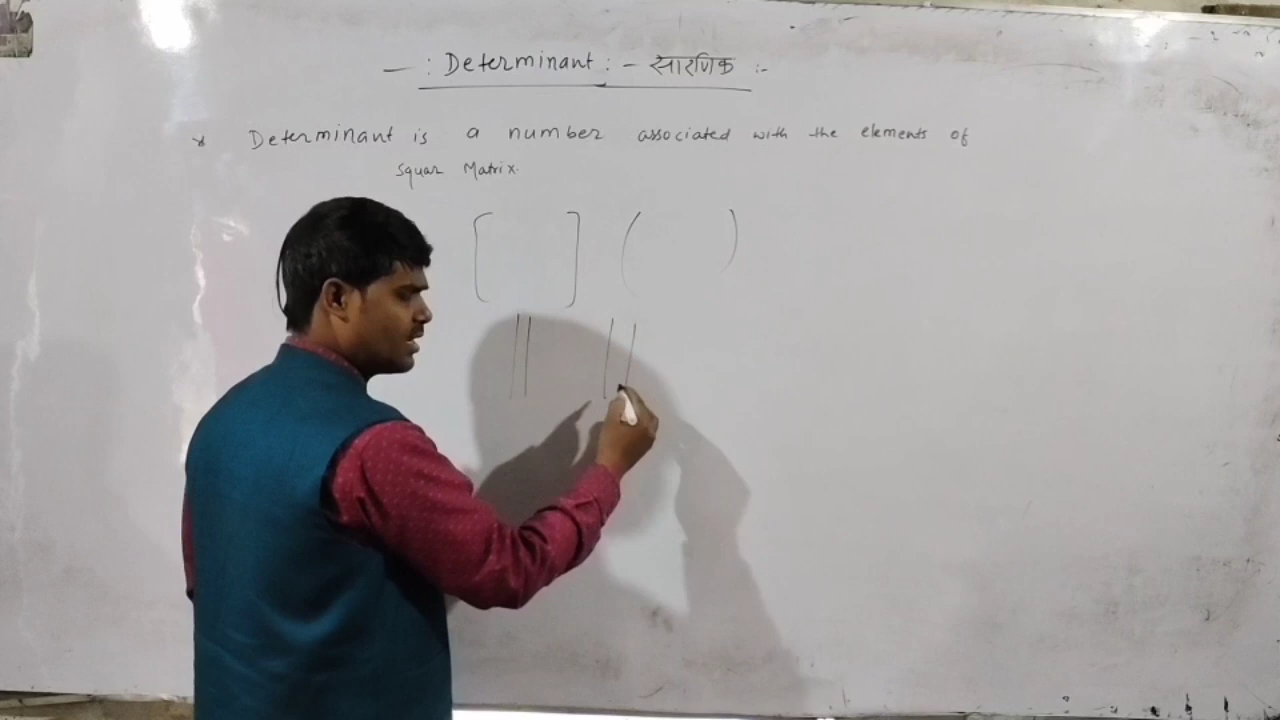 — : Determinant : - सारणिक :-
* Determinant is a number associated with the elements of
Squar Matrix.
[ ] ( )
|| ||